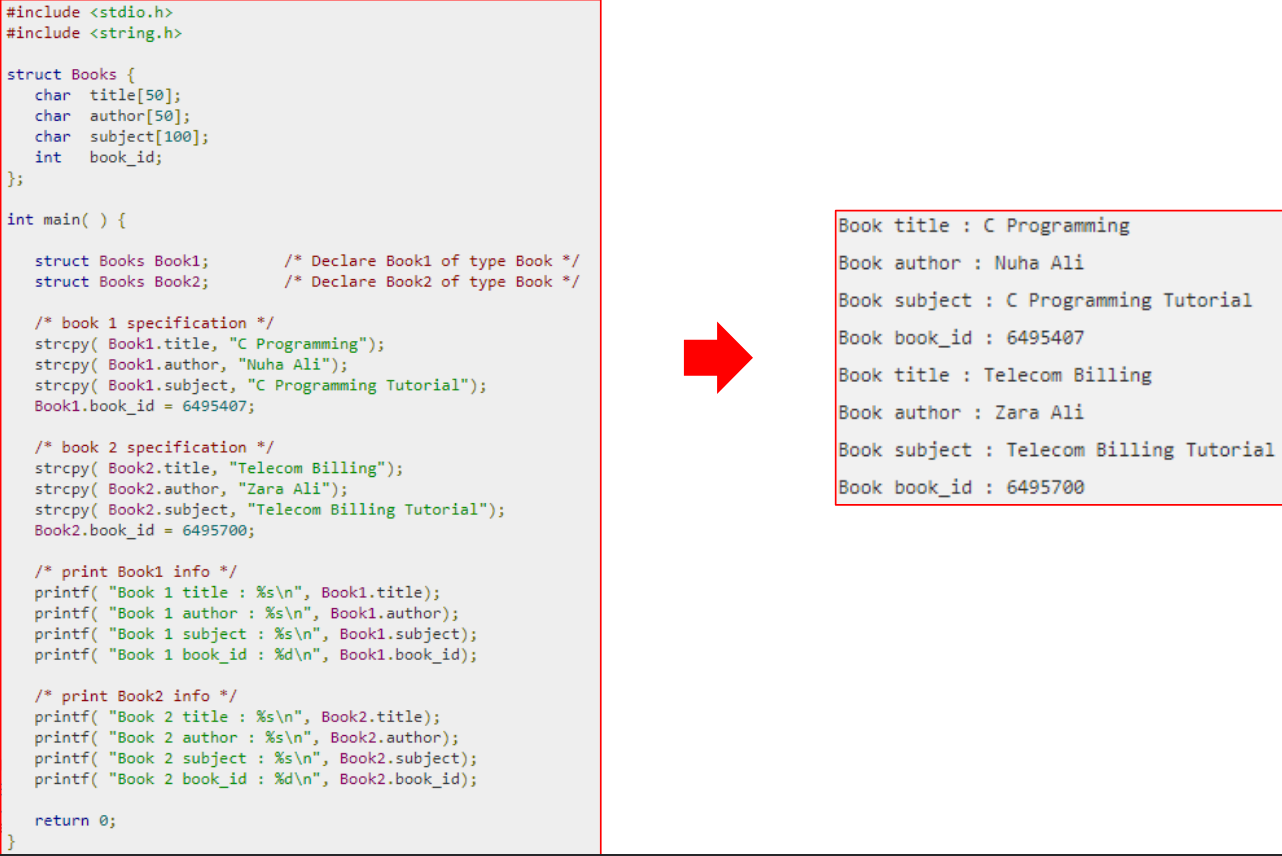 #include <stdio.h>
#include <string.h>

struct Books {
   char  title[50];
   char  author[50];
   char  subject[100];
   int   book_id;
};

int main( ) {

   struct Books Book1;        /* Declare Book1 of type Book */
   struct Books Book2;        /* Declare Book2 of type Book */

   /* book 1 specification */
   strcpy( Book1.title, "C Programming");
   strcpy( Book1.author, "Nuha Ali");
   strcpy( Book1.subject, "C Programming Tutorial");
   Book1.book_id = 6495407;

   /* book 2 specification */
   strcpy( Book2.title, "Telecom Billing");
   strcpy( Book2.author, "Zara Ali");
   strcpy( Book2.subject, "Telecom Billing Tutorial");
   Book2.book_id = 6495700;

   /* print Book1 info */
   printf( "Book 1 title : %s\n", Book1.title);
   printf( "Book 1 author : %s\n", Book1.author);
   printf( "Book 1 subject : %s\n", Book1.subject);
   printf( "Book 1 book_id : %d\n", Book1.book_id);

   /* print Book2 info */
   printf( "Book 2 title : %s\n", Book2.title);
   printf( "Book 2 author : %s\n", Book2.author);
   printf( "Book 2 subject : %s\n", Book2.subject);
   printf( "Book 2 book_id : %d\n", Book2.book_id);

   return 0;
}
Book title : C Programming
Book author : Nuha Ali
Book subject : C Programming Tutorial
Book book_id : 6495407
Book title : Telecom Billing
Book author : Zara Ali
Book subject : Telecom Billing Tutorial
Book book_id : 6495700